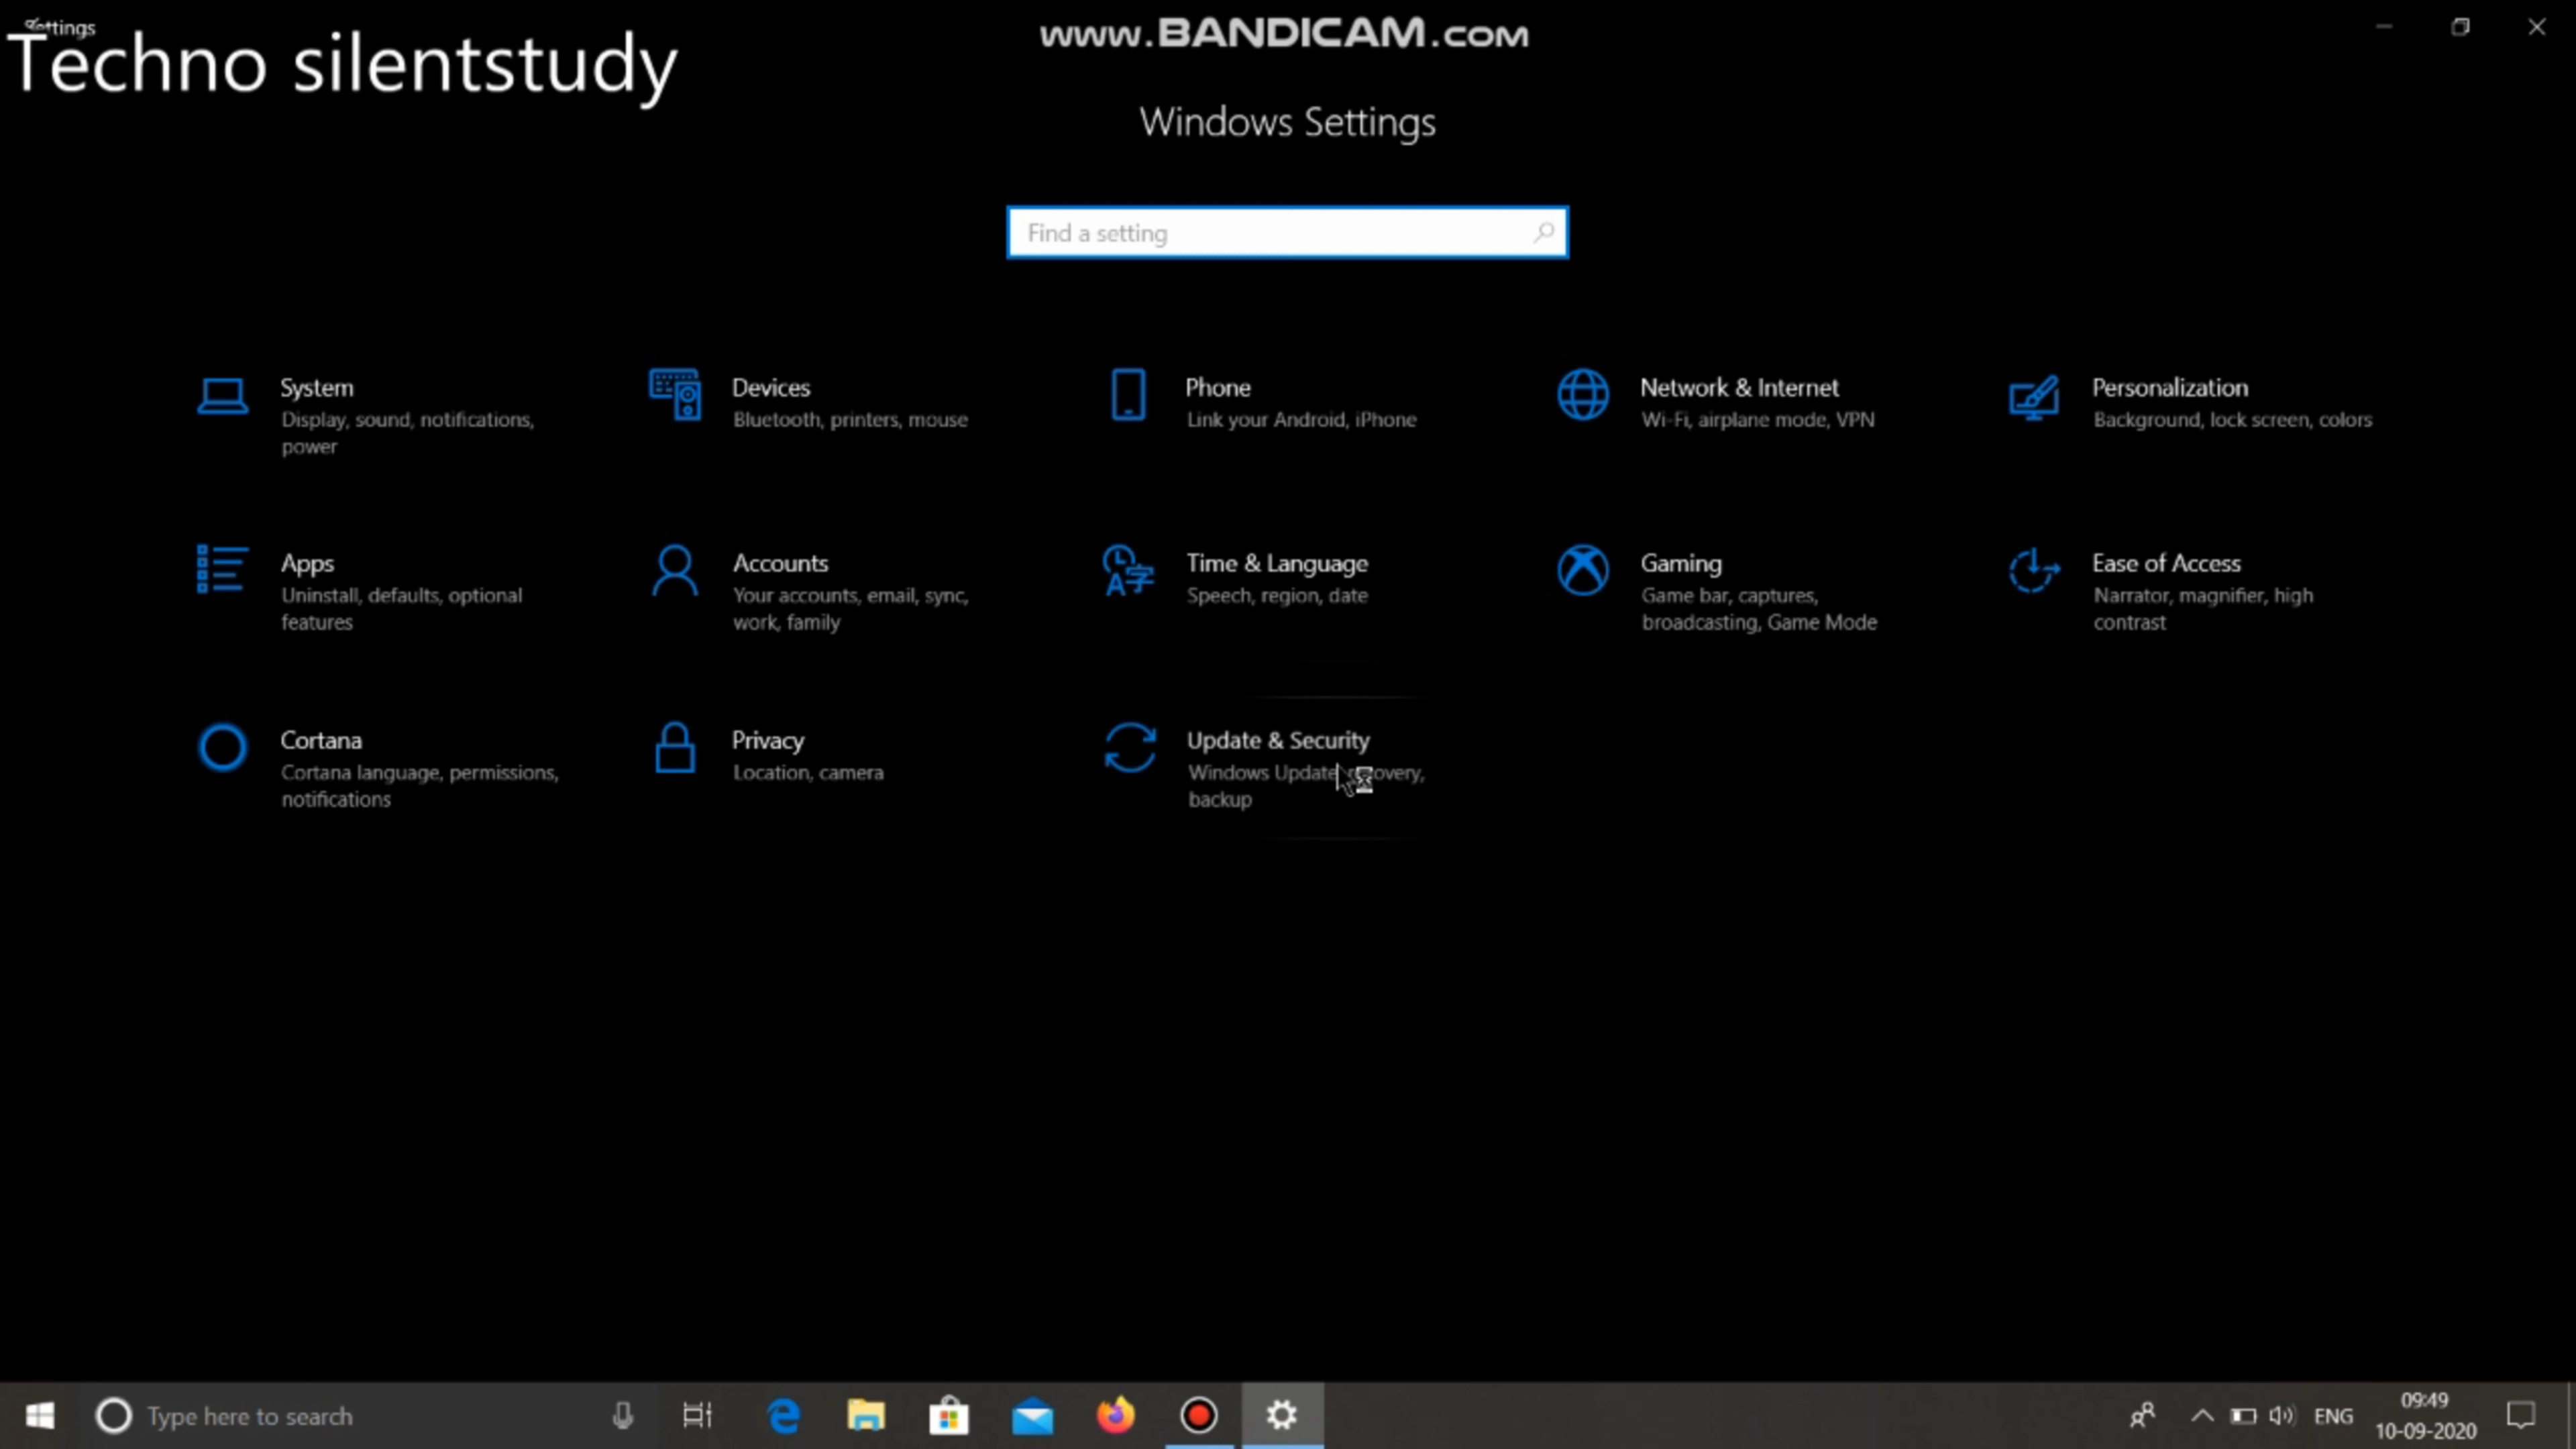 Settings
www.BANDICAM.com
Techno silentstudy
Windows Settings
Find a setting
System
Display, sound, notifications,
power
Devices
Bluetooth, printers, mouse
Phone
Link your Android, iPhone
Network & Internet
Wi-Fi, airplane mode, VPN
Personalization
Background, lock screen, colors
Apps
Uninstall, defaults, optional
features
Accounts
Your accounts, email, sync,
work, family
Time & Language
Speech, region, date
Gaming
Game bar, captures,
broadcasting, Game Mode
Ease of Access
Narrator, magnifier, high
contrast
Cortana
Cortana language, permissions,
notifications
Privacy
Location, camera
Update & Security
Windows Update, recovery,
backup
Type here to search
ENG
09:49
10-09-2020